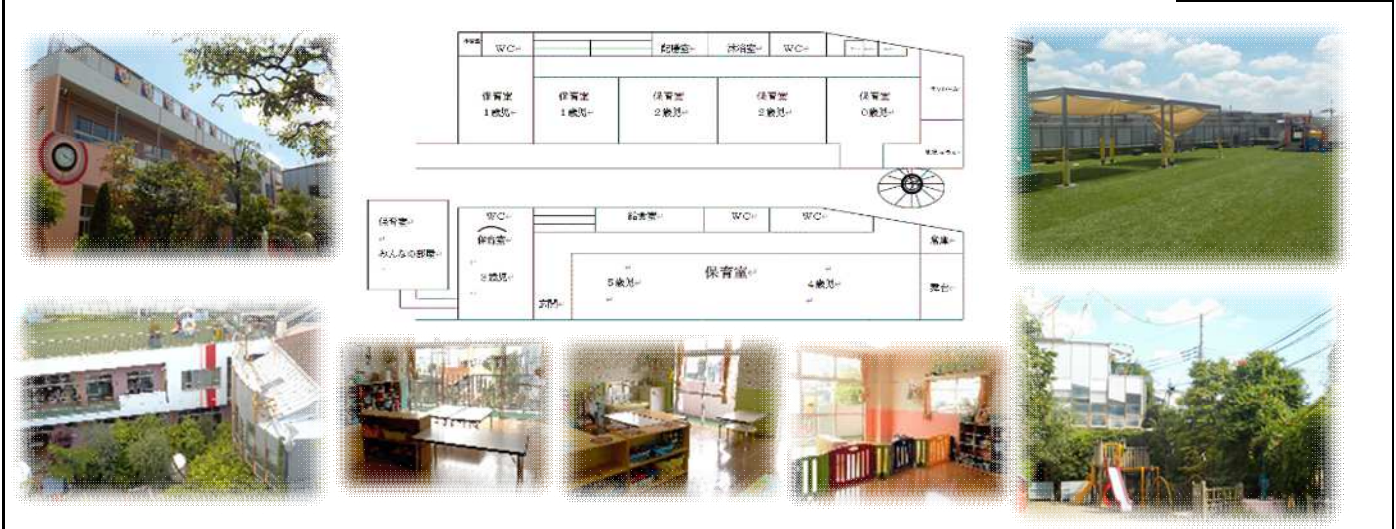 WC
配膳室
沐浴室
WC
保育室
1歳児
保育室
1歳児
保育室
2歳児
保育室
2歳児
保育室
0歳児
保育室
みんなの部屋
WC
給食室
WC
WC
保育室
3歳児
玄関
5歳児
保育室
4歳児
倉庫
舞台